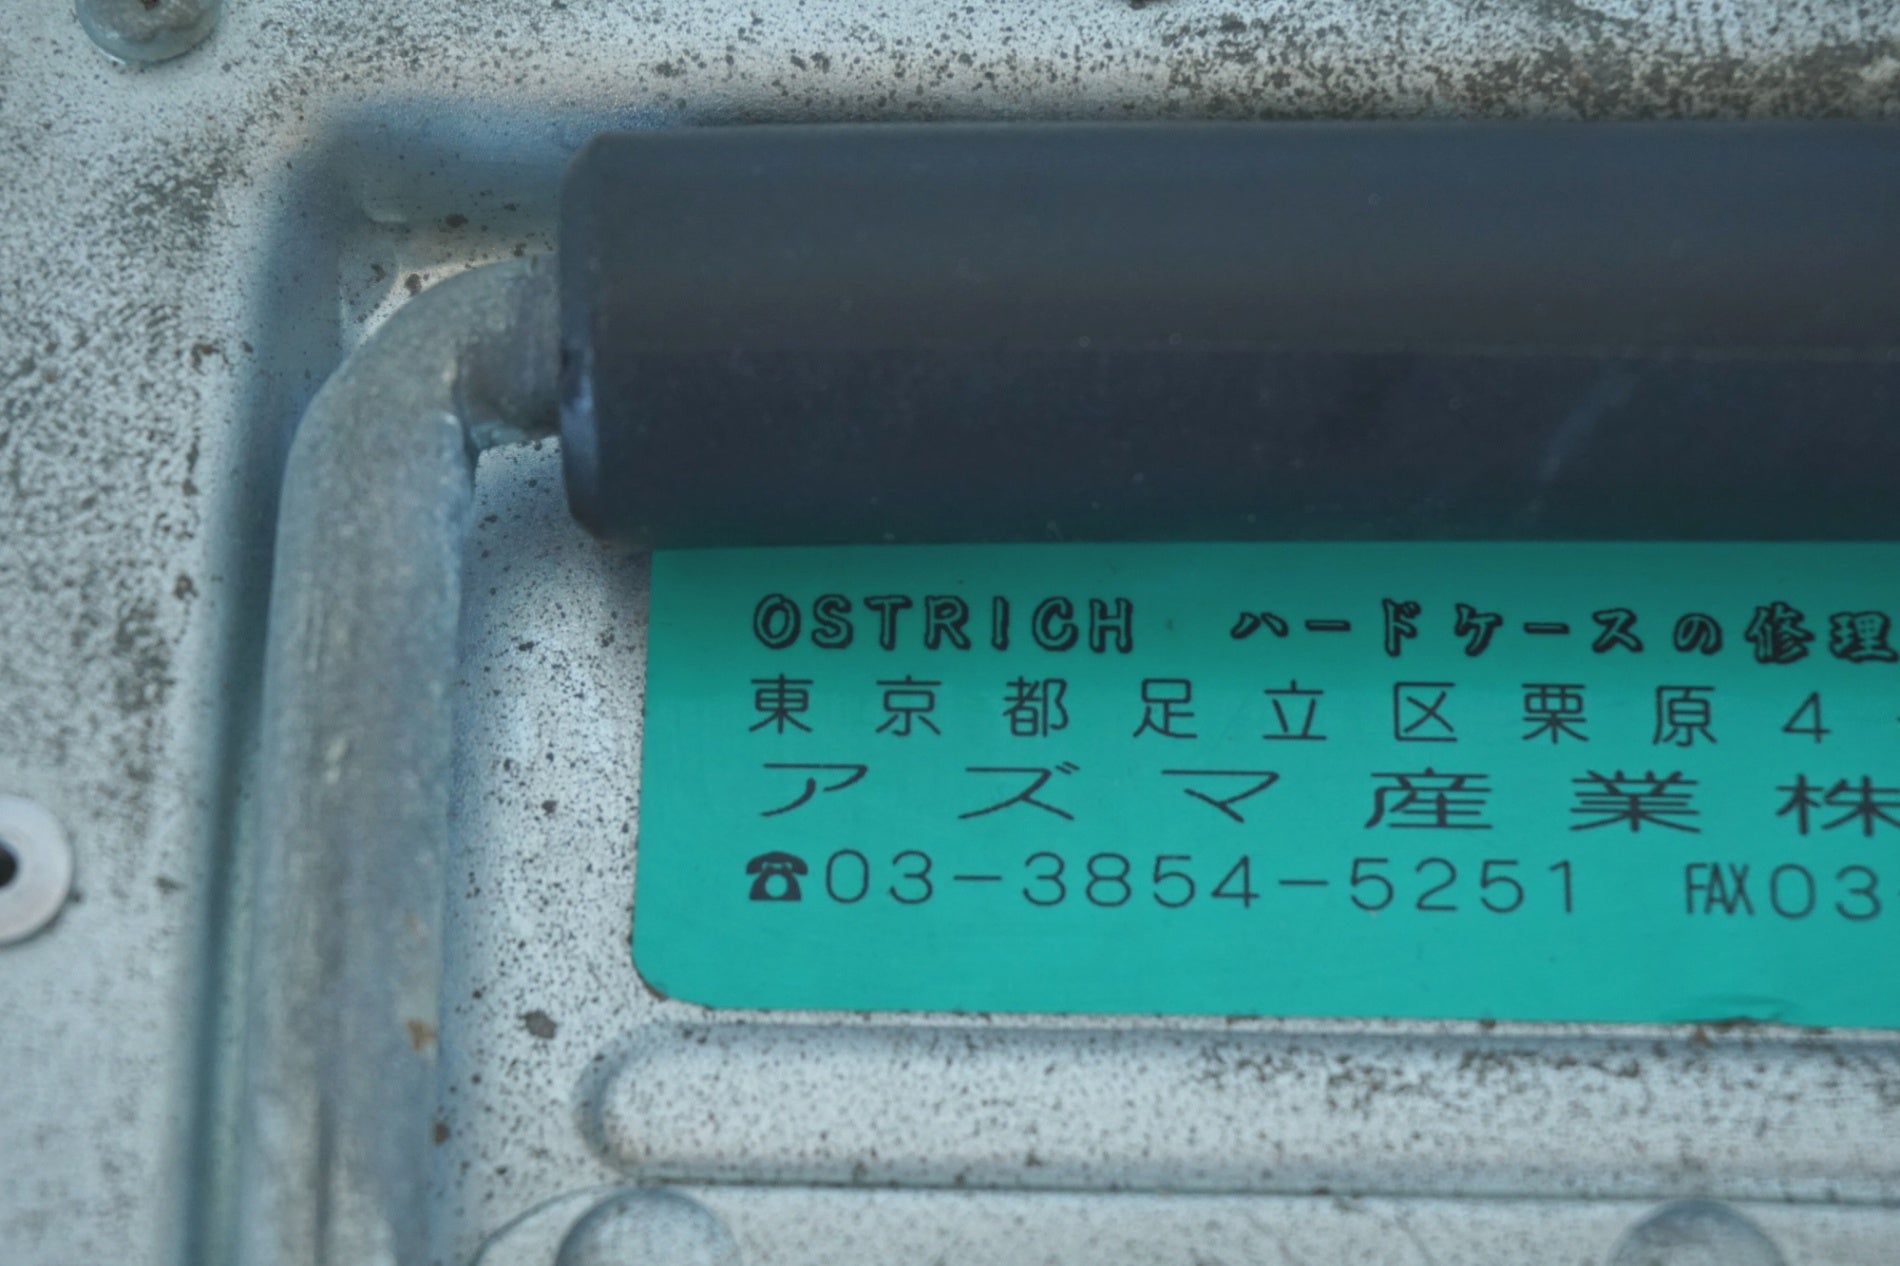 OSTRICH ハードケースの修理
東京都足立区栗原4
アズマ産業株
☎03-3854-5251 FAX03